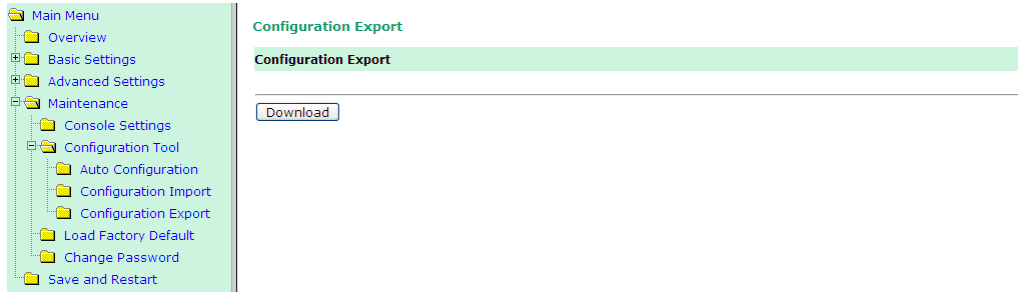 Main Menu
Overview
Basic Settings
Advanced Settings
Maintenance
Console Settings
Configuration Tool
Auto Configuration
Configuration Import
Configuration Export
Load Factory Default
Change Password
Save and Restart
Configuration Export
Configuration Export
Download